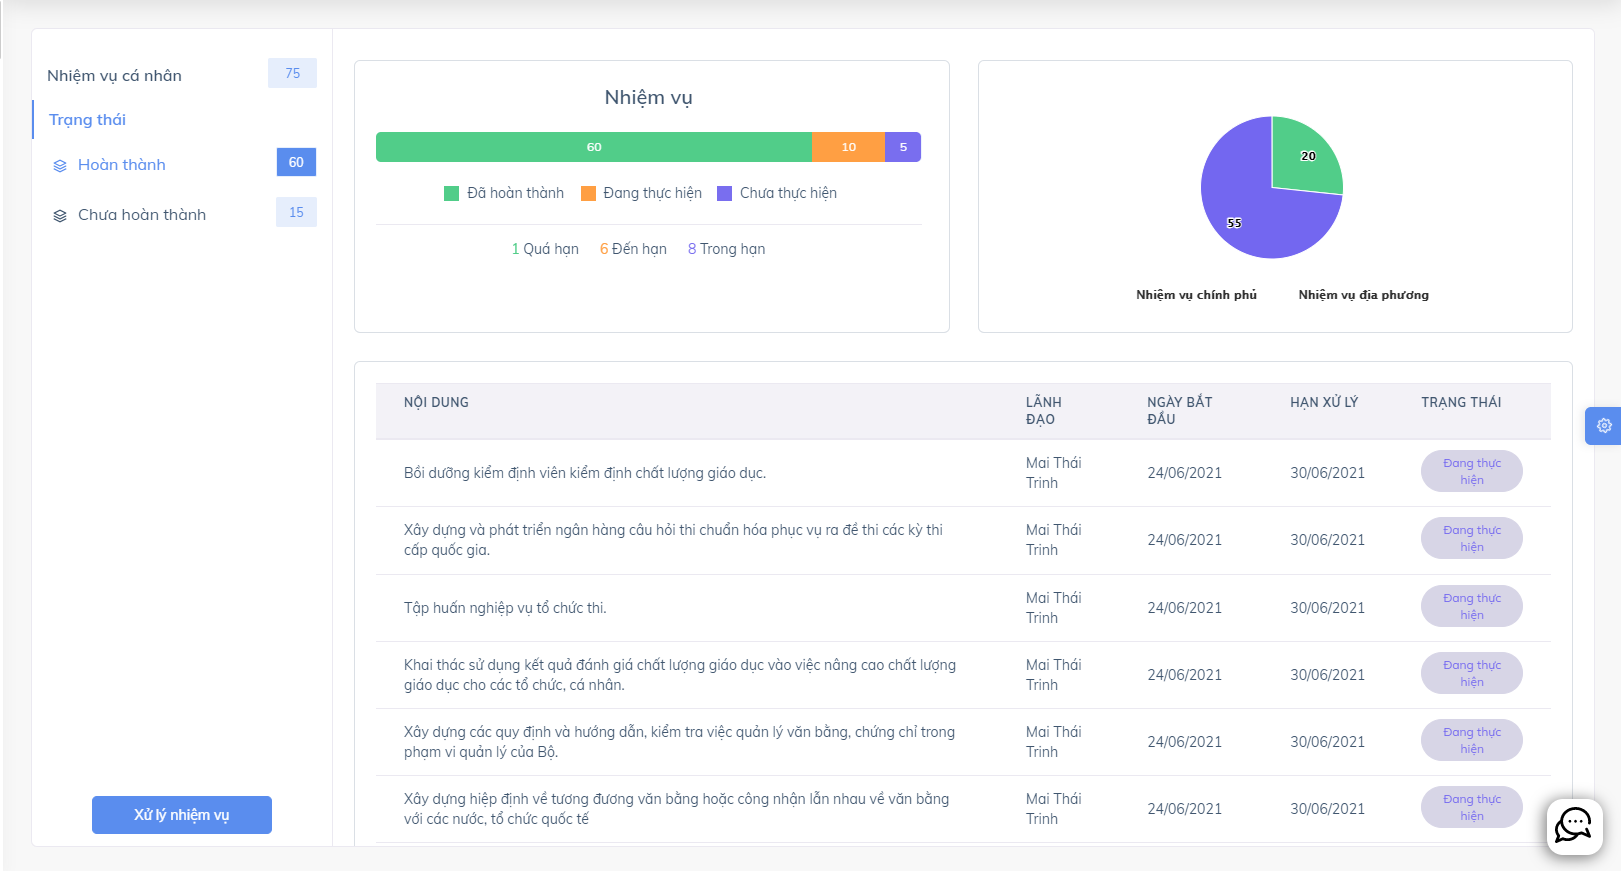 Nhiệm vụ cá nhân 75
Trạng thái
Hoàn thành 60
Chưa hoàn thành 15
Xử lý nhiệm vụ
Nhiệm vụ
60 10 5
Đã hoàn thành Đang thực hiện Chưa thực hiện
1 Quá hạn 6 Đến hạn 8 Trong hạn
20
55
Nhiệm vụ chính phủ Nhiệm vụ địa phương
NỘI DUNG LÃNH ĐẠO NGÀY BẮT ĐẦU HẠN XỬ LÝ TRẠNG THÁI
Bồi dưỡng kiểm định viên kiểm định chất lượng giáo dục.
Mai Thái
Trinh
24/06/2021 30/06/2021
Đang thực
hiện
Xây dựng và phát triển ngân hàng câu hỏi thi chuẩn hóa phục vụ ra đề thi các kỳ thi
cấp quốc gia.
Mai Thái
Trinh
24/06/2021 30/06/2021
Đang thực
hiện
Tập huấn nghiệp vụ tổ chức thi.
Mai Thái
Trinh
24/06/2021 30/06/2021
Đang thực
hiện
Khai thác sử dụng kết quả đánh giá chất lượng giáo dục vào việc nâng cao chất lượng
giáo dục cho các tổ chức, cá nhân.
Mai Thái
Trinh
24/06/2021 30/06/2021
Đang thực
hiện
Xây dựng các quy định và hướng dẫn, kiểm tra việc quản lý văn bằng, chứng chỉ trong
phạm vi quản lý của Bộ.
Mai Thái
Trinh
24/06/2021 30/06/2021
Đang thực
hiện
Xây dựng hiệp định về tương đương văn bằng hoặc công nhận lẫn nhau về văn bằng
với các nước, tổ chức quốc tế
Mai Thái
Trinh
24/06/2021 30/06/2021
Đang thực
hiện